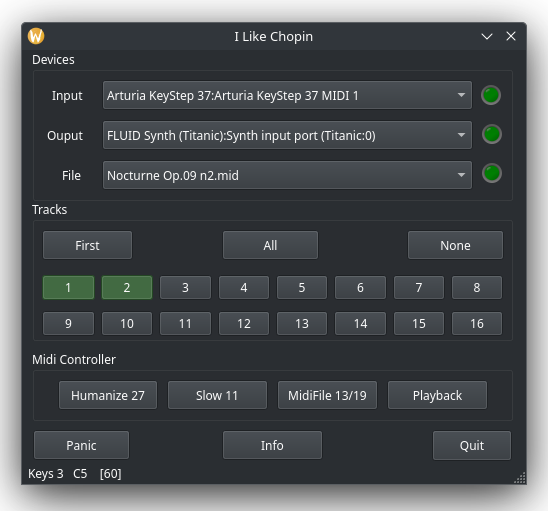 I Like Chopin
Devices
Input Arturia KeyStep 37:Arturia KeyStep 37 MIDI 1
Ouput FLUID Synth (Titanic):Synth input port (Titanic:0)
File Nocturne Op.09 n2.mid
Tracks
First All None
1 2 3 4 5 6 7 8
9 10 11 12 13 14 15 16
Midi Controller
Humanize 27 Slow 11 MidiFile 13/19 Playback
Panic Info Quit
Keys 3 C5 [60]